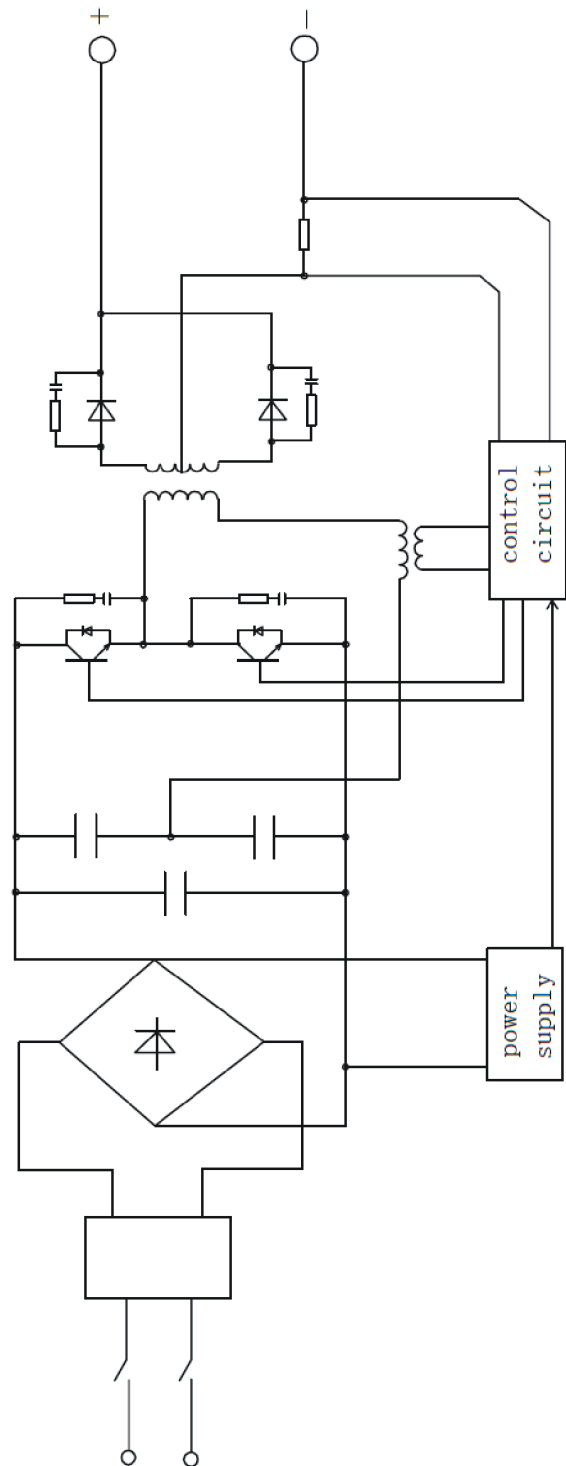 +
−
control
circuit
power
supply